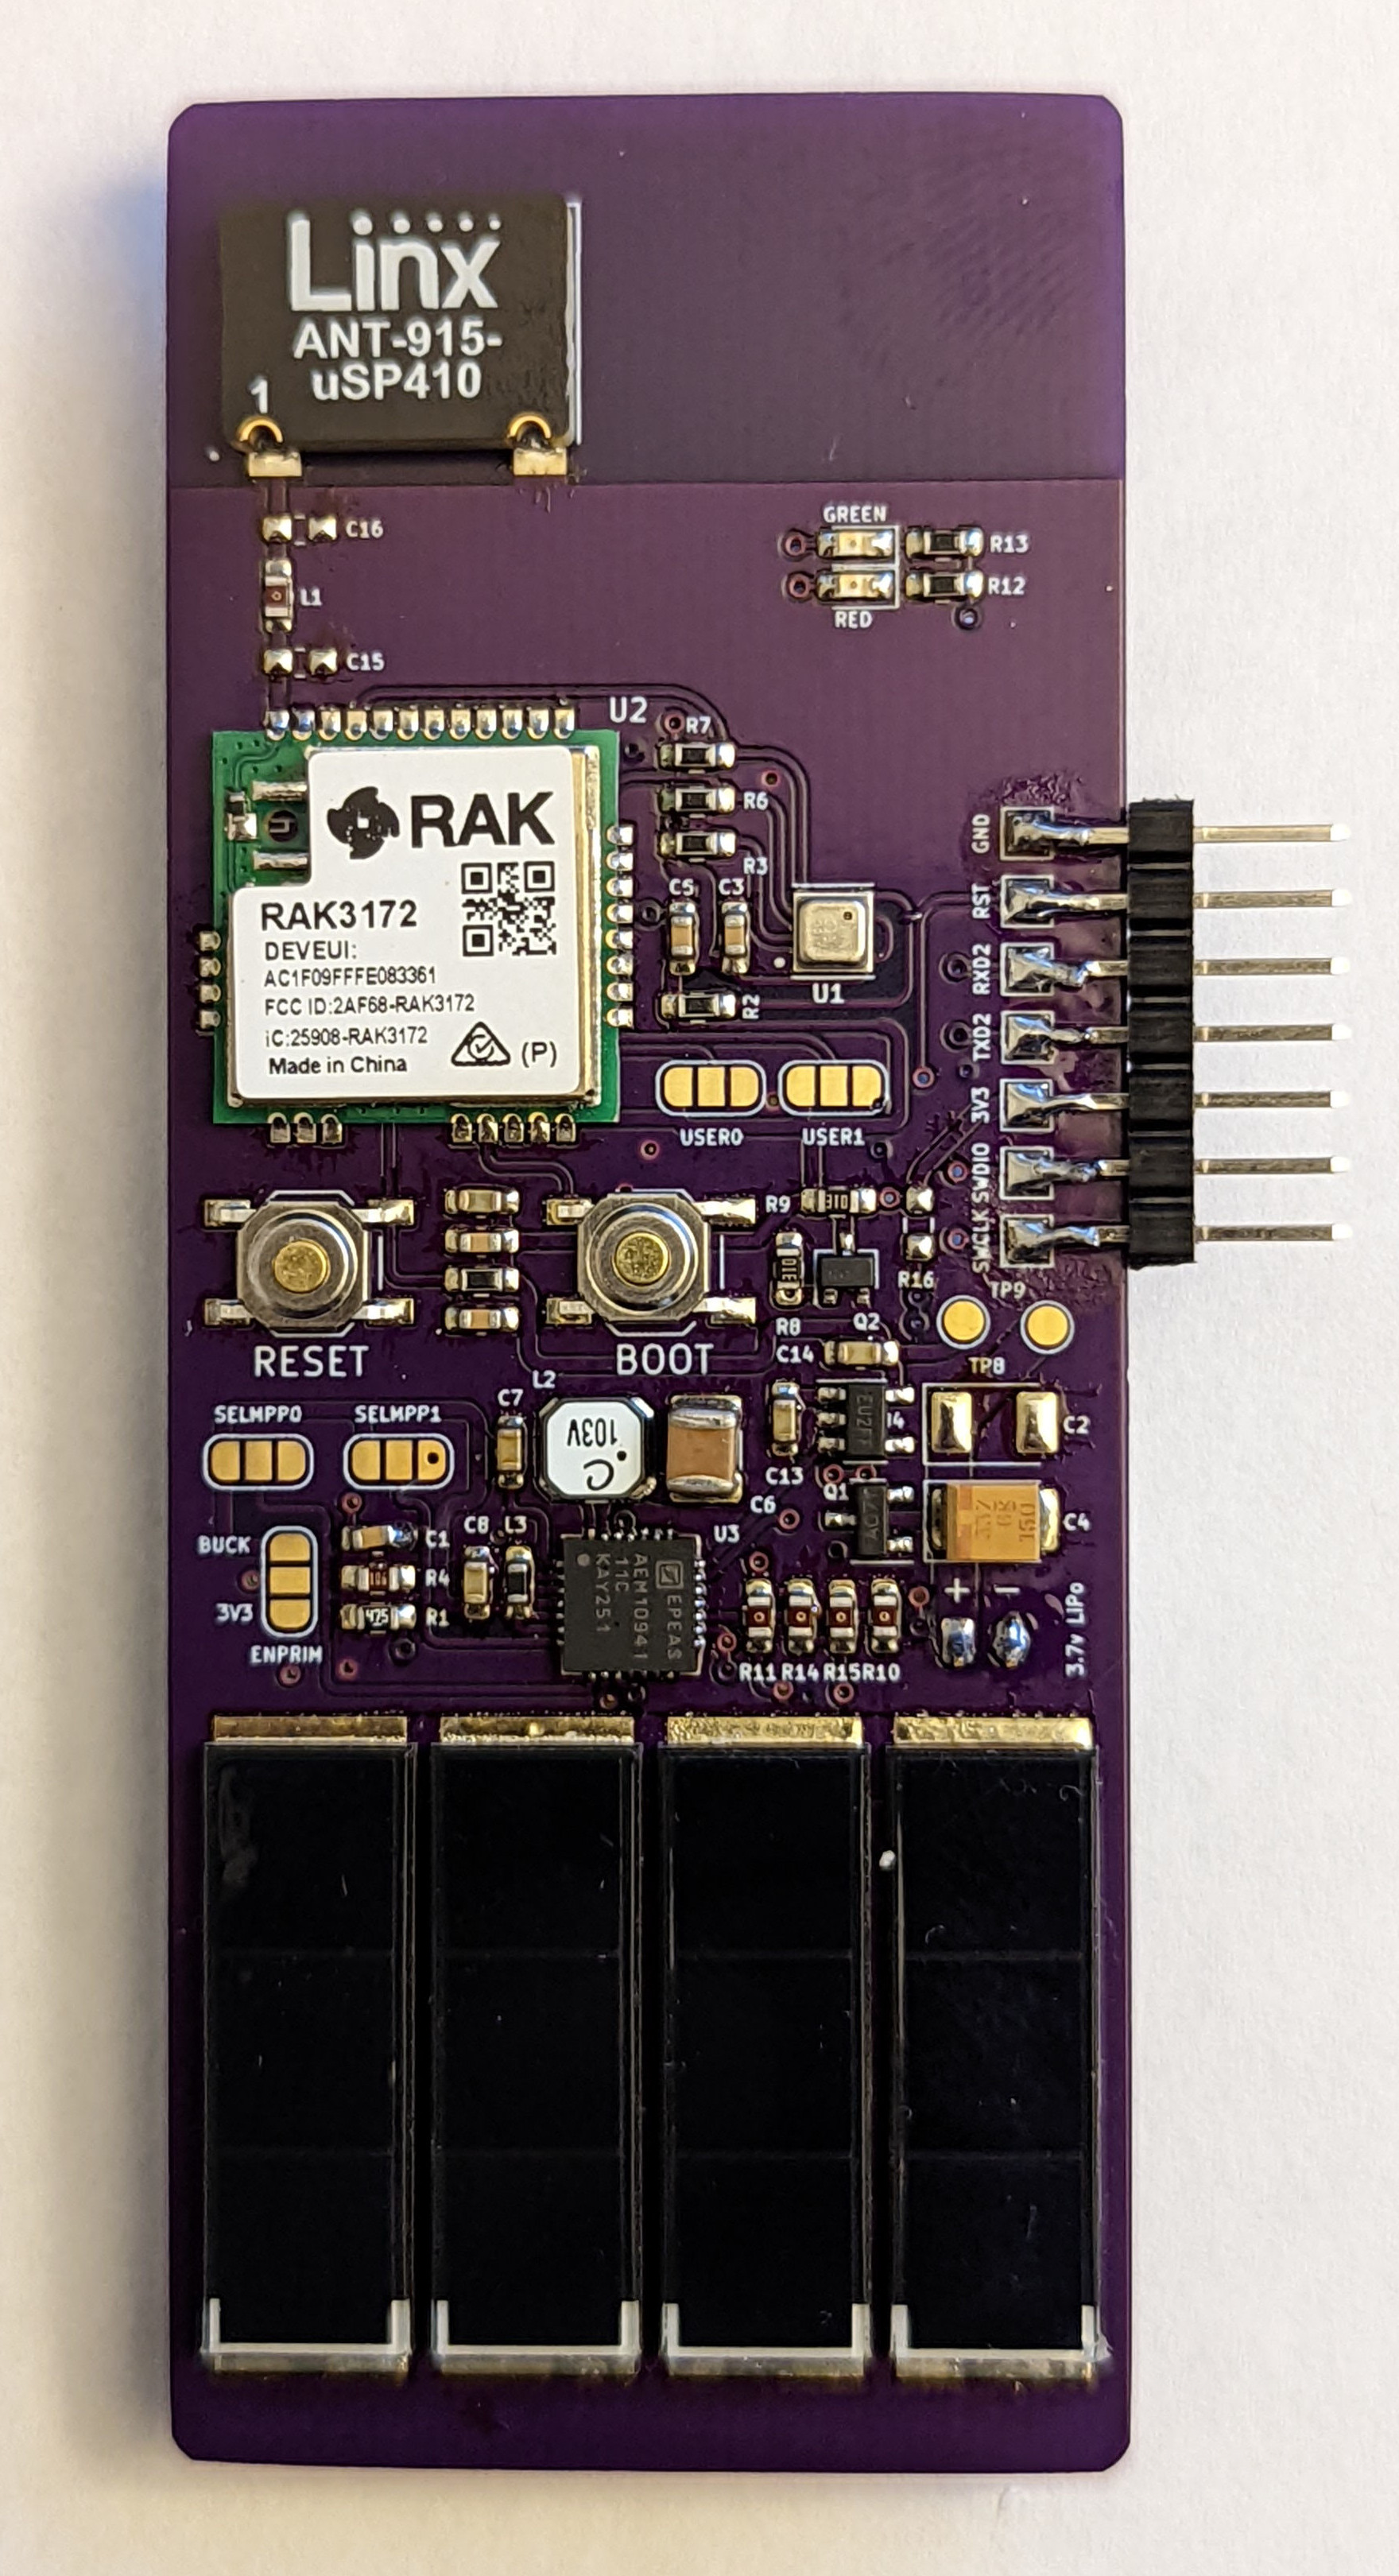 Linx
ANT-915-
uSP410
1
C16
GREEN
R13
L1
R12
RED
C15
U2
R7
RAK
R6
R3
RAK3172
DEVEUI:
AC1F09FFFE083361
FCC ID:2AF68-RAK3172
iC:25908-RAK3172
Made in China
(P)
C5
C3
R2
U1
GND
RST
RXD2
TXD2
3V3
SWDIO
SWCLK
USER0
USER1
R9
R16
TP9
R8
Q2
RESET
BOOT
C14
TP8
L2
SELMPP0
SELMPP1
C7
103V
C
C13
C2
C6
Q1
C4
BUCK
C1
C8
L3
U3
R4
3V3
R1
ENPRIM
EPEAS
AEM10941
11C
KAY251
R11
R14
R15
R10
+
-
3.7v LiPo